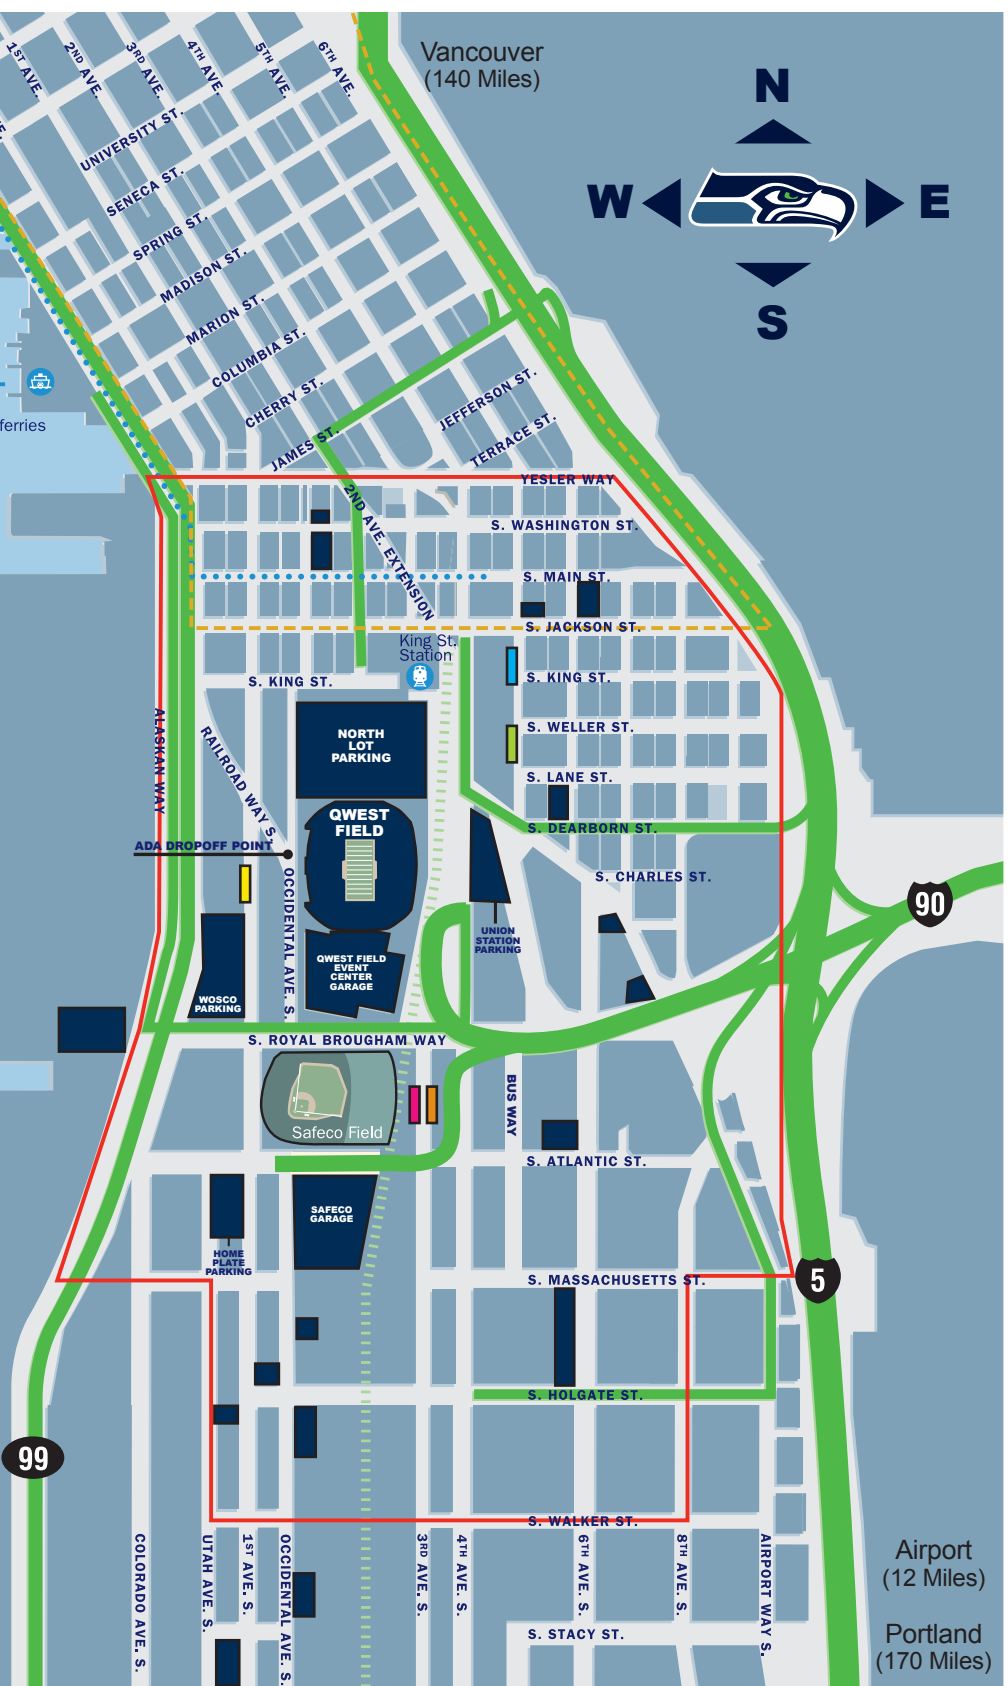 Vancouver
(140 Miles)
N
W
E
S
1ST AVE.
2ND AVE.
3RD AVE.
4TH AVE.
5TH AVE.
6TH AVE.
UNIVERSITY ST.
SENECA ST.
SPRING ST.
MADISON ST.
MARION ST.
COLUMBIA ST.
CHERRY ST.
JAMES ST.
JEFFERSON ST.
TERRACE ST.
ferries
YESLER WAY
2ND AVE. EXTENSION
S. WASHINGTON ST.
S. MAIN ST.
S. JACKSON ST.
King St.
Station
S. KING ST.
S. KING ST.
ALASKAN WAY
RAILROAD WAY S.
NORTH
LOT
PARKING
S. WELLER ST.
S. LANE ST.
QWEST
FIELD
S. DEARBORN ST.
ADA DROPOFF POINT
OCCIDENTAL AVE. S.
S. CHARLES ST.
90
UNION
STATION
PARKING
QWEST FIELD
EVENT
CENTER
GARAGE
WOSCO
PARKING
S. ROYAL BROUGHAM WAY
BUS WAY
Safeco Field
S. ATLANTIC ST.
SAFECO
GARAGE
HOME
PLATE
PARKING
S. MASSACHUSETTS ST.
5
S. HOLGATE ST.
99
S. WALKER ST.
COLORADO AVE. S.
UTAH AVE. S.
1ST AVE. S.
OCCIDENTAL AVE. S.
3RD AVE. S.
4TH AVE. S.
6TH AVE. S.
8TH AVE. S.
AIRPORT WAY S.
Airport
(12 Miles)
S. STACY ST.
Portland
(170 Miles)